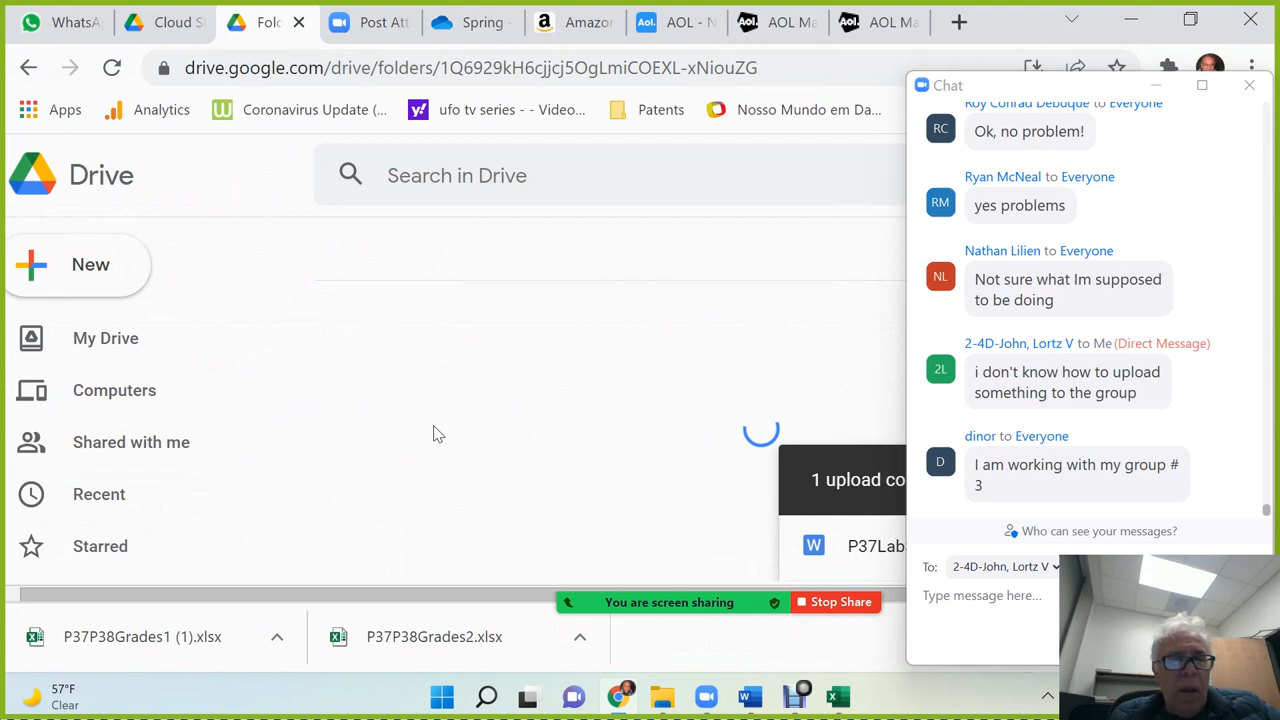 WhatsA
Cloud S
Fold
Post Att
Spring -
Amazon
AOL - N
AOL Ma
AOL Ma
drive.google.com/drive/folders/1Q6929kH6cjjcj5OgLmiCOEXL-xNiouZG
Apps
Analytics
Coronavirus Update (...
ufo tv series - - Video...
Patents
Nosso Mundo em Da...
Drive
Search in Drive
New
My Drive
Computers
Shared with me
Recent
Starred
1 upload co
P37Lab
Chat
Roy Conrad Debuque to Everyone
RC
Ok, no problem!
Ryan McNeal to Everyone
RM
yes problems
Nathan Lilien to Everyone
NL
Not sure what Im supposed
to be doing
2-4D-John, Lortz V to Me (Direct Message)
2L
i don't know how to upload
something to the group
dinor to Everyone
D
I am working with my group #
3
Who can see your messages?
To: 2-4D-John, Lortz V
Type message here...
You are screen sharing
Stop Share
P37P38Grades1 (1).xlsx
P37P38Grades2.xlsx
57°F
Clear